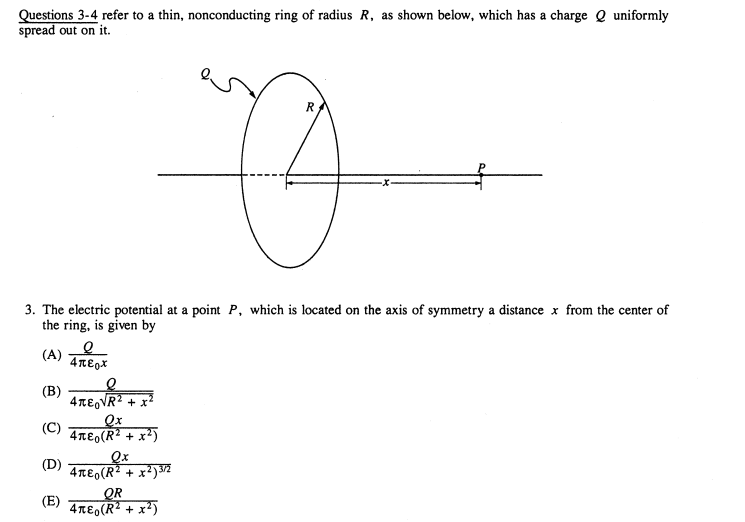 Questions 3-4 refer to a thin, nonconducting ring of radius R, as shown below, which has a charge Q uniformly
spread out on it.
Q
R
P
x
3. The electric potential at a point P, which is located on the axis of symmetry a distance x from the center of
the ring, is given by
(A) Q / 4πε₀x
(B) Q / 4πε₀√R² + x²
(C) Qx / 4πε₀(R² + x²)
(D) Qx / 4πε₀(R² + x²)³/²
(E) QR / 4πε₀(R² + x²)